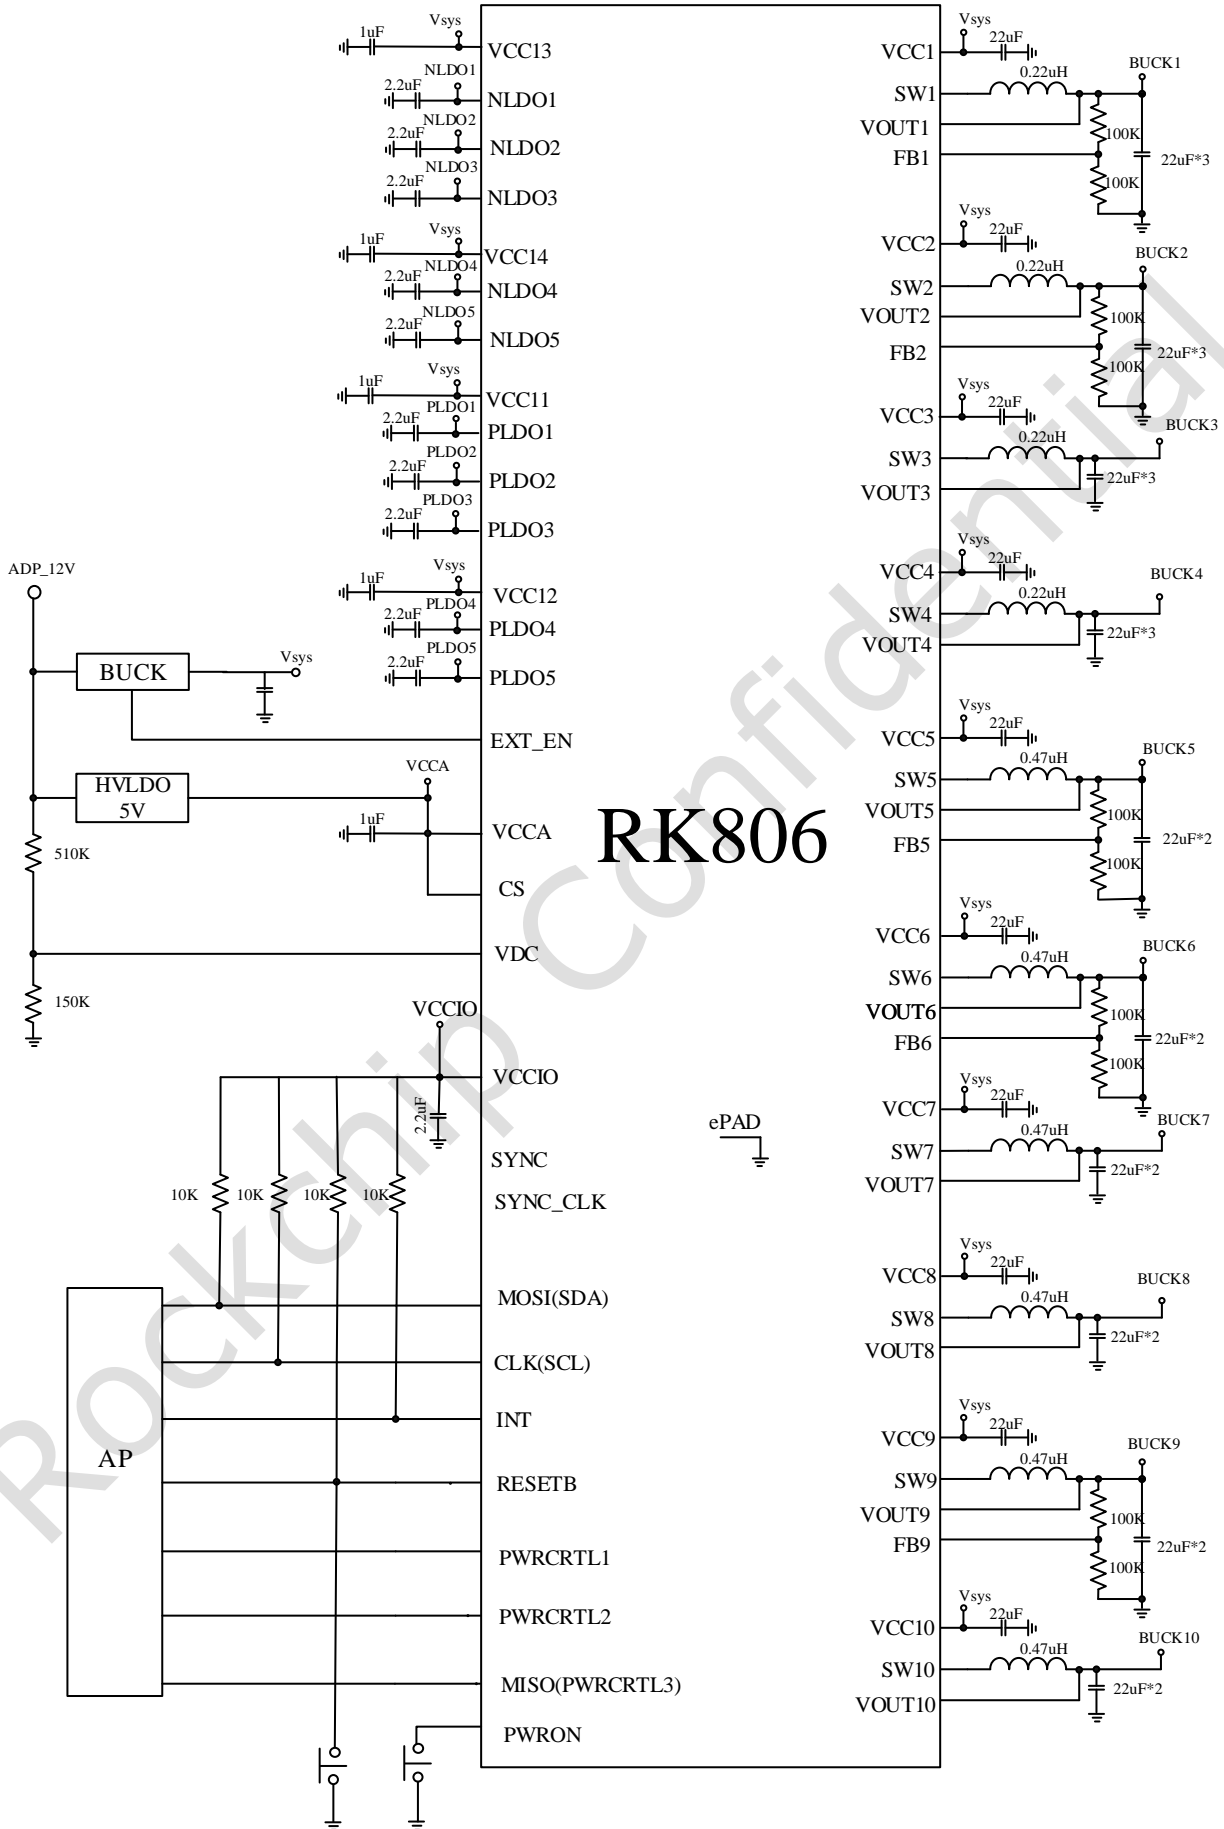 1uF
Vsys
VCC13
2.2uF
NLDO1
NLDO1
2.2uF
NLDO2
NLDO2
2.2uF
NLDO3
NLDO3
1uF
Vsys
VCC14
2.2uF
NLDO4
NLDO4
2.2uF
NLDO5
NLDO5
1uF
Vsys
VCC11
2.2uF
PLDO1
PLDO1
2.2uF
PLDO2
PLDO2
2.2uF
PLDO3
PLDO3
1uF
Vsys
VCC12
2.2uF
PLDO4
PLDO4
2.2uF
PLDO5
PLDO5
ADP_12V
BUCK
Vsys
EXT_EN
HVLDO
5V
VCCA
1uF
VCCA
510K
CS
VDC
150K
VCCIO
VCCIO
2.2uF
SYNC
10K
10K
10K
10K
SYNC_CLK
AP
MOSI(SDA)
CLK(SCL)
INT
RESETB
PWRCRTL1
PWRCRTL2
MISO(PWRCRTL3)
PWRON
RK806
ePAD
VCC1
Vsys
22uF
SW1
0.22uH
BUCK1
VOUT1
100K
FB1
22uF*3
100K
VCC2
Vsys
22uF
SW2
0.22uH
BUCK2
VOUT2
100K
FB2
22uF*3
100K
VCC3
Vsys
22uF
SW3
0.22uH
BUCK3
VOUT3
22uF*3
VCC4
Vsys
22uF
SW4
0.22uH
BUCK4
VOUT4
22uF*3
VCC5
Vsys
22uF
SW5
0.47uH
BUCK5
VOUT5
100K
FB5
22uF*2
100K
VCC6
Vsys
22uF
SW6
0.47uH
BUCK6
VOUT6
100K
FB6
22uF*2
100K
VCC7
Vsys
22uF
SW7
0.47uH
BUCK7
VOUT7
22uF*2
VCC8
Vsys
22uF
SW8
0.47uH
BUCK8
VOUT8
22uF*2
VCC9
Vsys
22uF
SW9
0.47uH
BUCK9
VOUT9
100K
FB9
22uF*2
100K
VCC10
Vsys
22uF
SW10
0.47uH
BUCK10
VOUT10
22uF*2
Rockchip Confidential